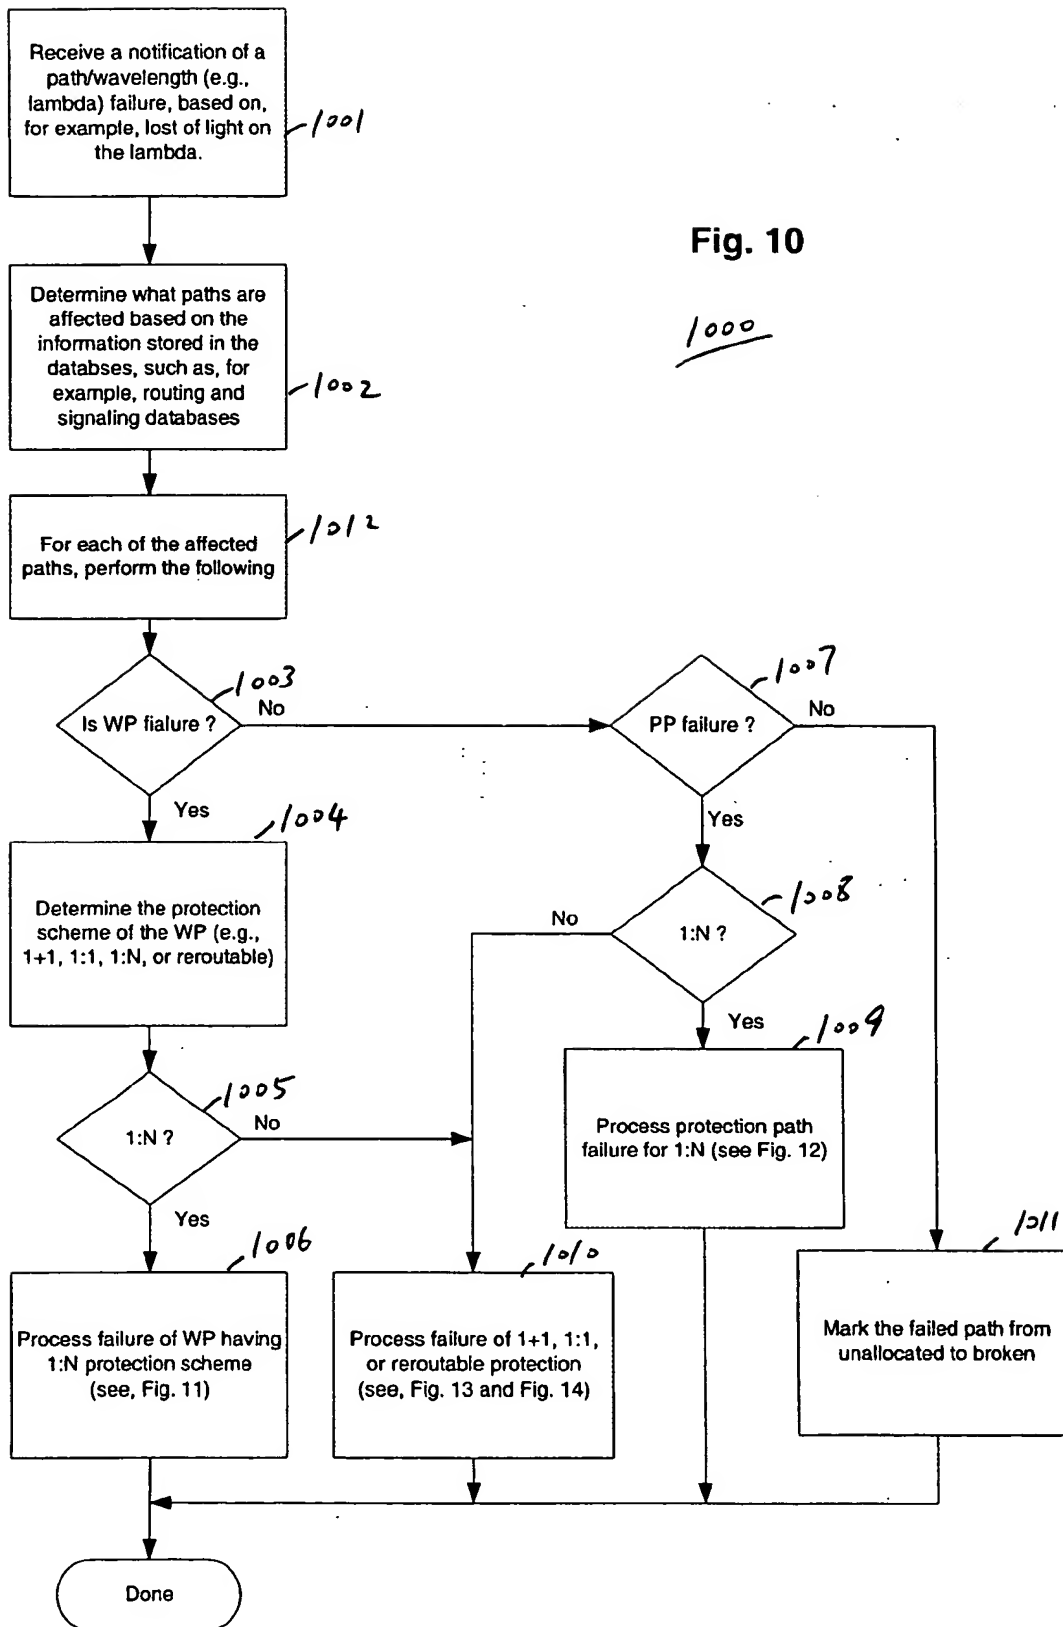 Receive a notification of a
path/wavelength (e.g.,
lambda) failure, based on,
for example, lost of light on
the lambda.
1001
Fig. 10
1000
Determine what paths are
affected based on the
information stored in the
databses, such as, for
example, routing and
signaling databases
1002
For each of the affected
paths, perform the following
1012
Is WP fialure ?
1003
No
Yes
PP failure ?
1007
No
Yes
Determine the protection
scheme of the WP (e.g.,
1+1, 1:1, 1:N, or reroutable)
1004
1:N ?
1008
No
Yes
1:N ?
1005
No
Yes
Process protection path
failure for 1:N (see Fig. 12)
1009
Process failure of WP having
1:N protection scheme
(see, Fig. 11)
1006
Process failure of 1+1, 1:1,
or reroutable protection
(see, Fig. 13 and Fig. 14)
1010
Mark the failed path from
unallocated to broken
1011
Done